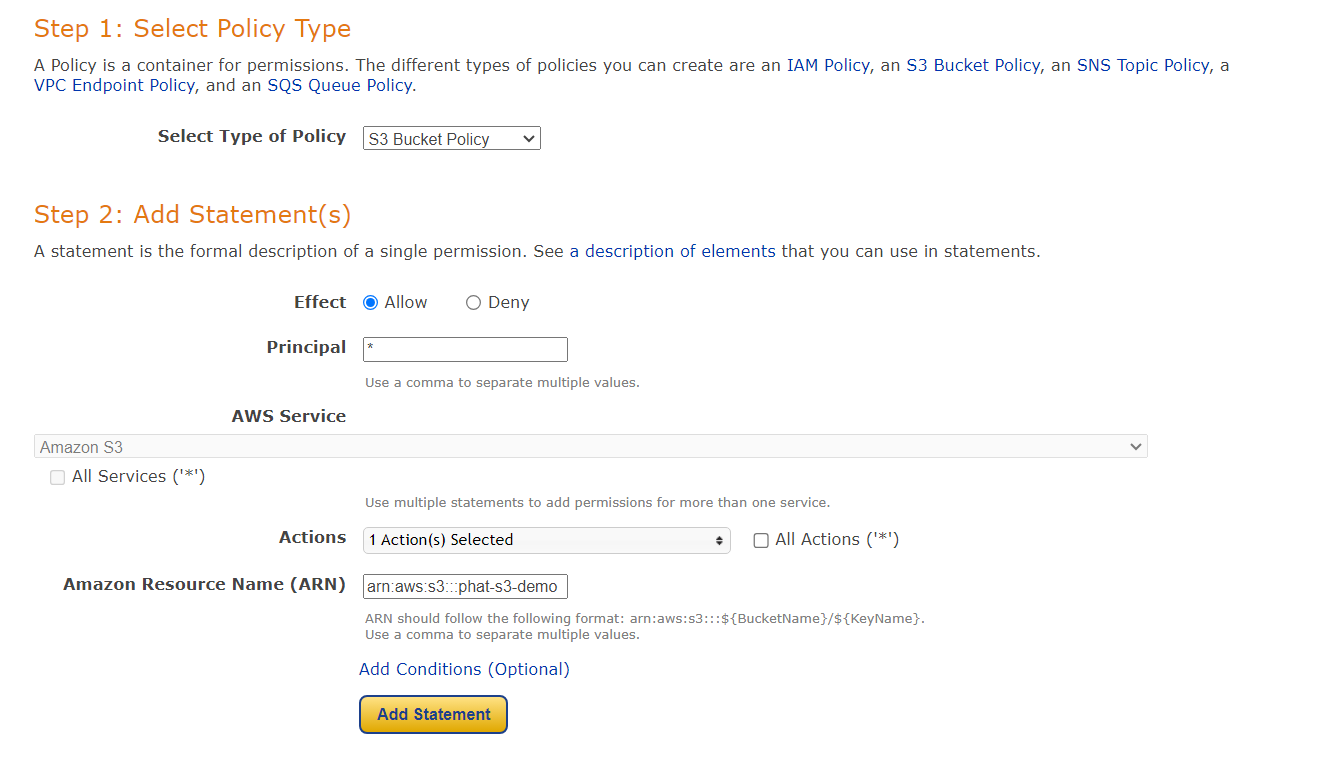 Step 1: Select Policy Type
A Policy is a container for permissions. The different types of policies you can create are an IAM Policy, an S3 Bucket Policy, an SNS Topic Policy, a
VPC Endpoint Policy, and an SQS Queue Policy.
Select Type of Policy S3 Bucket Policy
Step 2: Add Statement(s)
A statement is the formal description of a single permission. See a description of elements that you can use in statements.
Effect Allow Deny
Principal *
Use a comma to separate multiple values.
AWS Service
Amazon S3
All Services ('*')
Use multiple statements to add permissions for more than one service.
Actions 1 Action(s) Selected All Actions ('*')
Amazon Resource Name (ARN) arn:aws:s3:::phat-s3-demo
ARN should follow the following format: arn:aws:s3:::${BucketName}/${KeyName}.
Use a comma to separate multiple values.
Add Conditions (Optional)
Add Statement